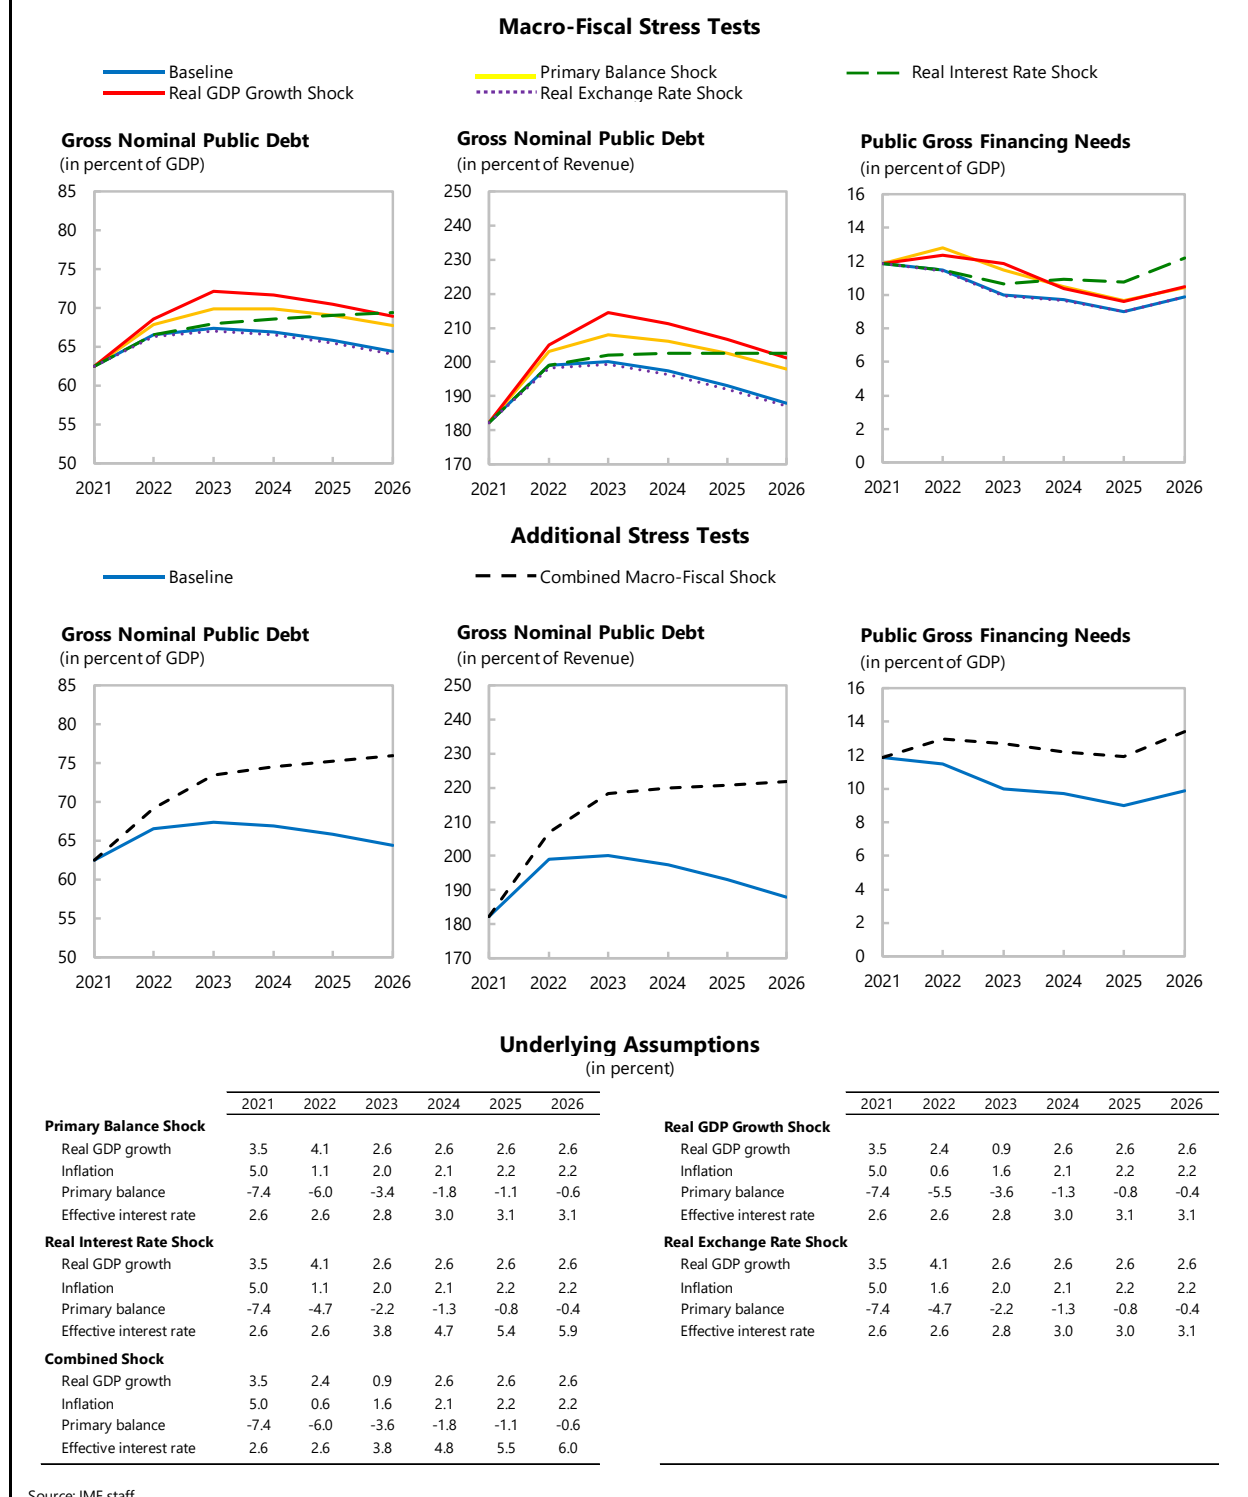 Macro-Fiscal Stress Tests
Baseline
Primary Balance Shock
Real Interest Rate Shock
Real GDP Growth Shock
Real Exchange Rate Shock
Gross Nominal Public Debt
(in percent of GDP)
85
80
75
70
65
60
55
50
2021 2022 2023 2024 2025 2026
Gross Nominal Public Debt
(in percent of Revenue)
250
240
230
220
210
200
190
180
170
2021 2022 2023 2024 2025 2026
Public Gross Financing Needs
(in percent of GDP)
16
14
12
10
8
6
4
2
0
2021 2022 2023 2024 2025 2026
Additional Stress Tests
Baseline
Combined Macro-Fiscal Shock
Gross Nominal Public Debt
(in percent of GDP)
85
80
75
70
65
60
55
50
2021 2022 2023 2024 2025 2026
Gross Nominal Public Debt
(in percent of Revenue)
250
240
230
220
210
200
190
180
170
2021 2022 2023 2024 2025 2026
Public Gross Financing Needs
(in percent of GDP)
16
14
12
10
8
6
4
2
0
2021 2022 2023 2024 2025 2026
Underlying Assumptions
(in percent)
2021 2022 2023 2024 2025 2026
Primary Balance Shock
Real GDP growth 3.5 4.1 2.6 2.6 2.6 2.6
Inflation 5.0 1.1 2.0 2.1 2.2 2.2
Primary balance -7.4 -6.0 -3.4 -1.8 -1.1 -0.6
Effective interest rate 2.6 2.6 2.8 3.0 3.1 3.1
Real Interest Rate Shock
Real GDP growth 3.5 4.1 2.6 2.6 2.6 2.6
Inflation 5.0 1.1 2.0 2.1 2.2 2.2
Primary balance -7.4 -4.7 -2.2 -1.3 -0.8 -0.4
Effective interest rate 2.6 2.6 3.8 4.7 5.4 5.9
Combined Shock
Real GDP growth 3.5 2.4 0.9 2.6 2.6 2.6
Inflation 5.0 0.6 1.6 2.1 2.2 2.2
Primary balance -7.4 -6.0 -3.6 -1.8 -1.1 -0.6
Effective interest rate 2.6 2.6 3.8 4.8 5.5 6.0
2021 2022 2023 2024 2025 2026
Real GDP Growth Shock
Real GDP growth 3.5 2.4 0.9 2.6 2.6 2.6
Inflation 5.0 0.6 1.6 2.1 2.2 2.2
Primary balance -7.4 -5.5 -3.6 -1.3 -0.8 -0.4
Effective interest rate 2.6 2.6 2.8 3.0 3.1 3.1
Real Exchange Rate Shock
Real GDP growth 3.5 4.1 2.6 2.6 2.6 2.6
Inflation 5.0 1.6 2.0 2.1 2.2 2.2
Primary balance -7.4 -4.7 -2.2 -1.3 -0.8 -0.4
Effective interest rate 2.6 2.6 2.8 3.0 3.0 3.1
Source: IMF staff.